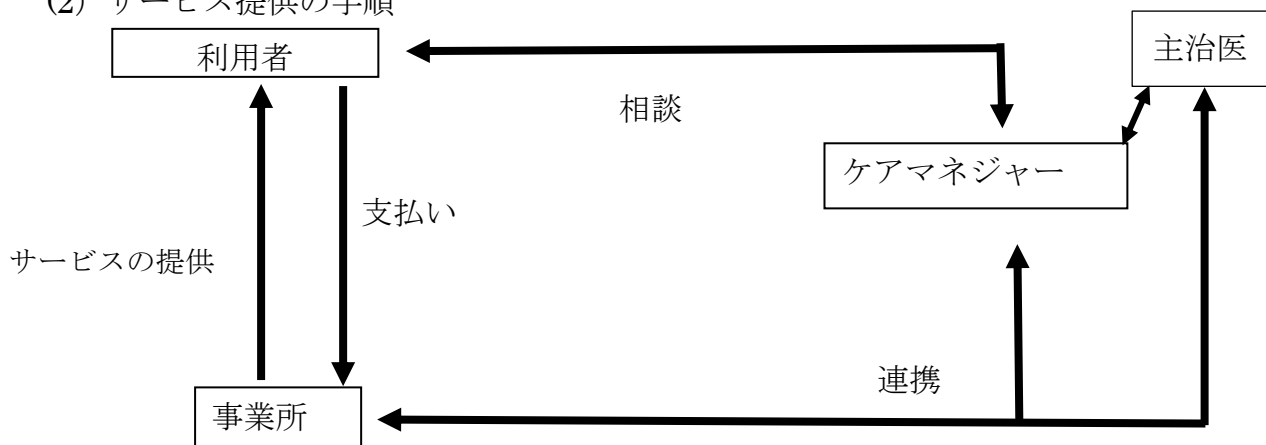 (2) サービス提供の手順
利用者
主治医
相談
ケアマネジャー
支払い
サービスの提供
連携
事業所